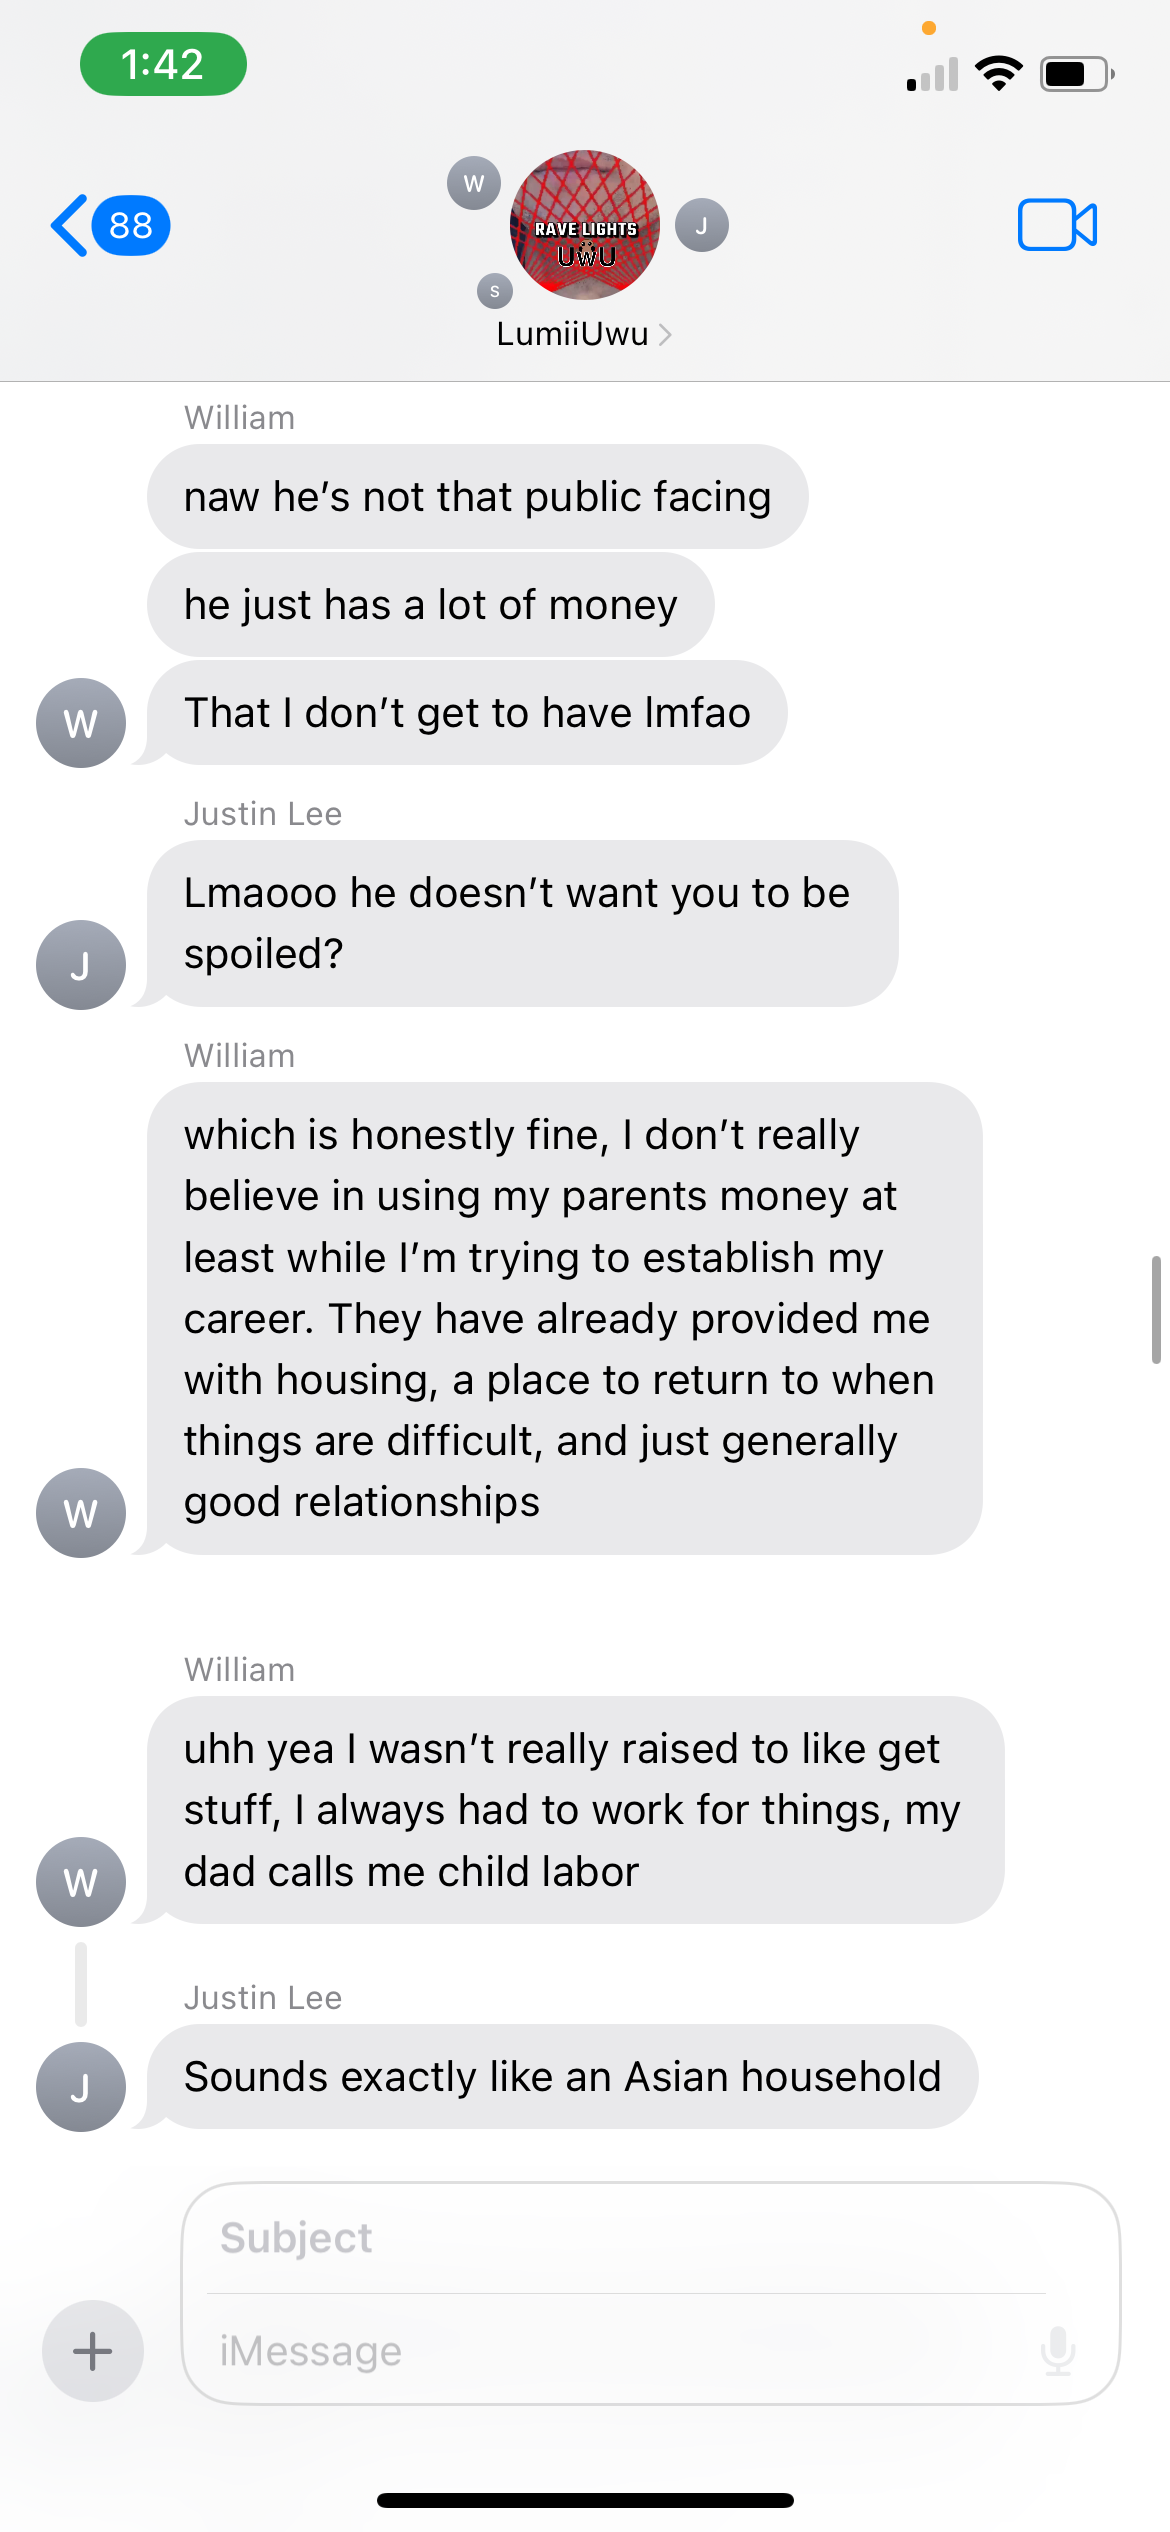 1:42
88
W
J
S
RAVE LIGHTS
UWU
LumiiUwu
William
naw he’s not that public facing
he just has a lot of money
That I don’t get to have lmfao
W
Justin Lee
Lmaooo he doesn’t want you to be
spoiled?
J
William
which is honestly fine, I don’t really
believe in using my parents money at
least while I’m trying to establish my
career. They have already provided me
with housing, a place to return to when
things are difficult, and just generally
good relationships
W
William
uhh yea I wasn’t really raised to like get
stuff, I always had to work for things, my
dad calls me child labor
W
Justin Lee
Sounds exactly like an Asian household
J
Subject
iMessage